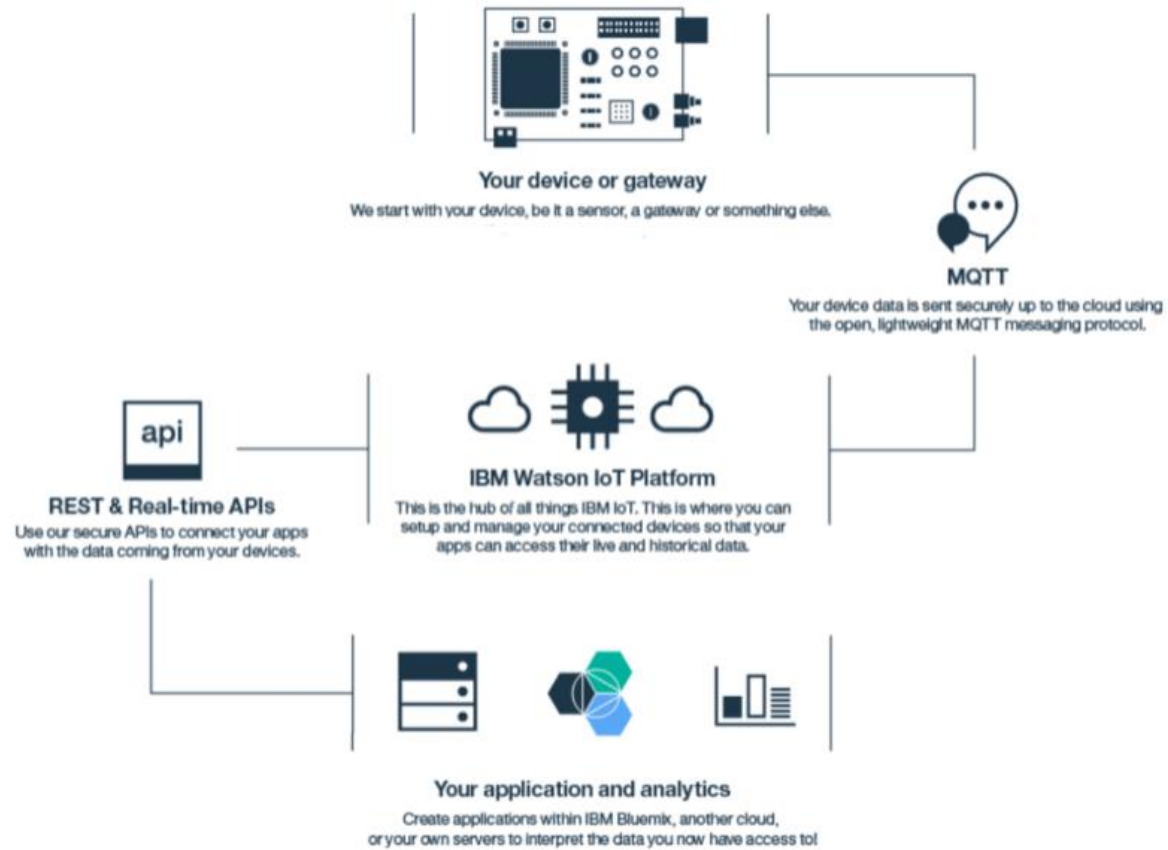 Your device or gateway
We start with your device, be it a sensor, a gateway or something else.
MQTT
Your device data is sent securely up to the cloud using
the open, lightweight MQTT messaging protocol.
api
REST & Real-time APIs
Use our secure APIs to connect your apps
with the data coming from your devices.
IBM Watson IoT Platform
This is the hub of all things IBM IoT. This is where you can
setup and manage your connected devices so that your
apps can access their live and historical data.
Your application and analytics
Create applications within IBM Bluemix, another cloud,
or your own servers to interpret the data you now have access to!